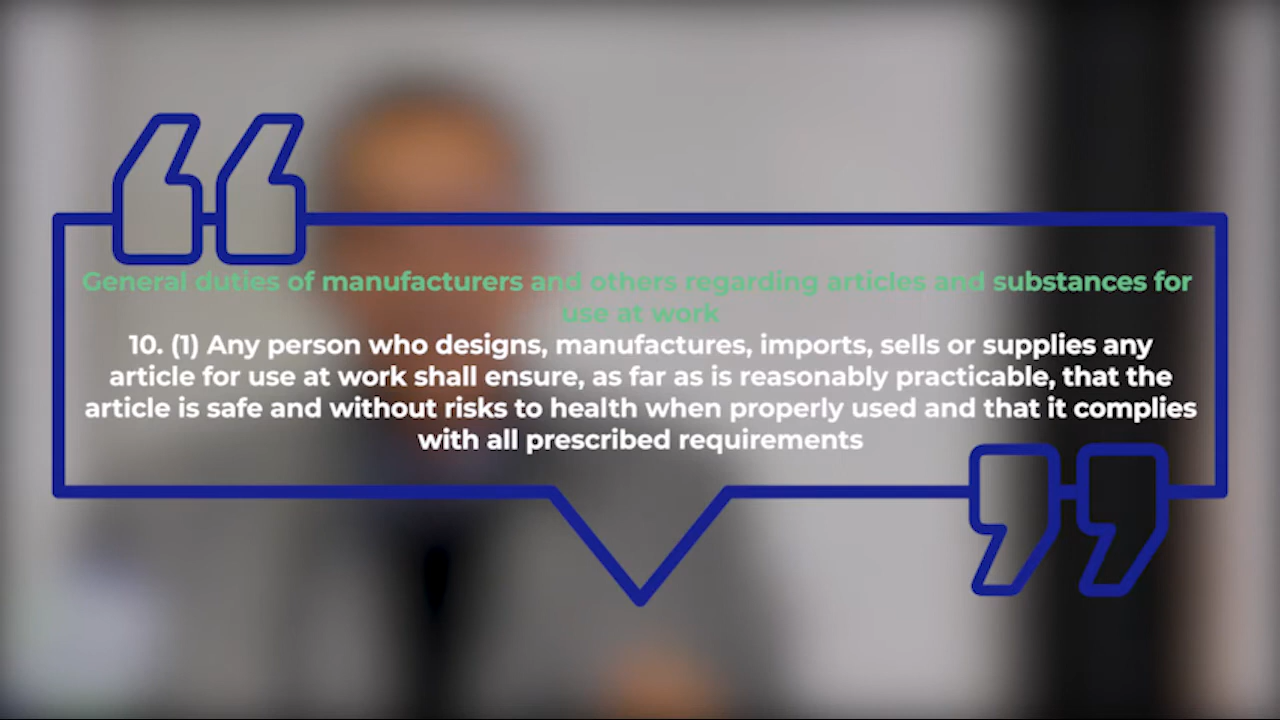 General duties of manufacturers and others regarding articles and substances for
use at work
10. (1) Any person who designs, manufactures, imports, sells or supplies any
article for use at work shall ensure, as far as is reasonably practicable, that the
article is safe and without risks to health when properly used and that it complies
with all prescribed requirements